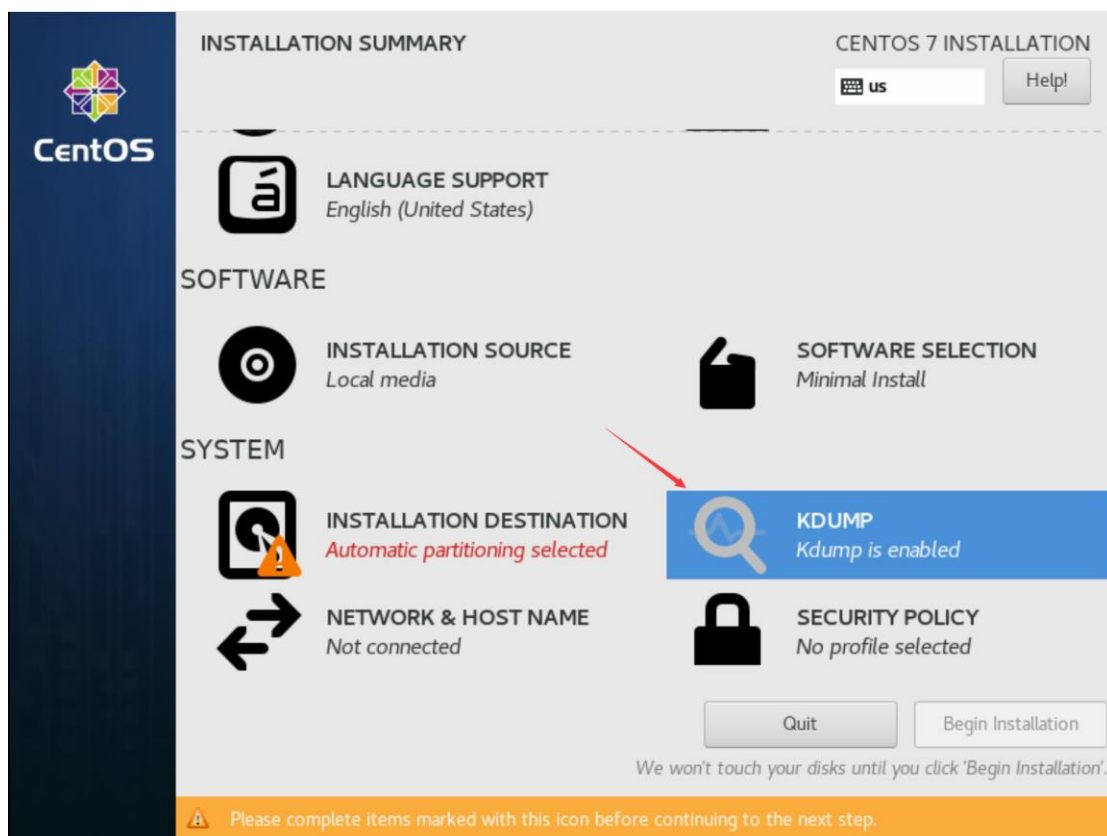 INSTALLATION SUMMARY
CENTOS 7 INSTALLATION
us
Help!
CentOS
LANGUAGE SUPPORT
English (United States)
SOFTWARE
INSTALLATION SOURCE
Local media
SOFTWARE SELECTION
Minimal Install
SYSTEM
INSTALLATION DESTINATION
Automatic partitioning selected
KDUMP
Kdump is enabled
NETWORK & HOST NAME
Not connected
SECURITY POLICY
No profile selected
Quit
Begin Installation
We won't touch your disks until you click 'Begin Installation'.
Please complete items marked with this icon before continuing to the next step.